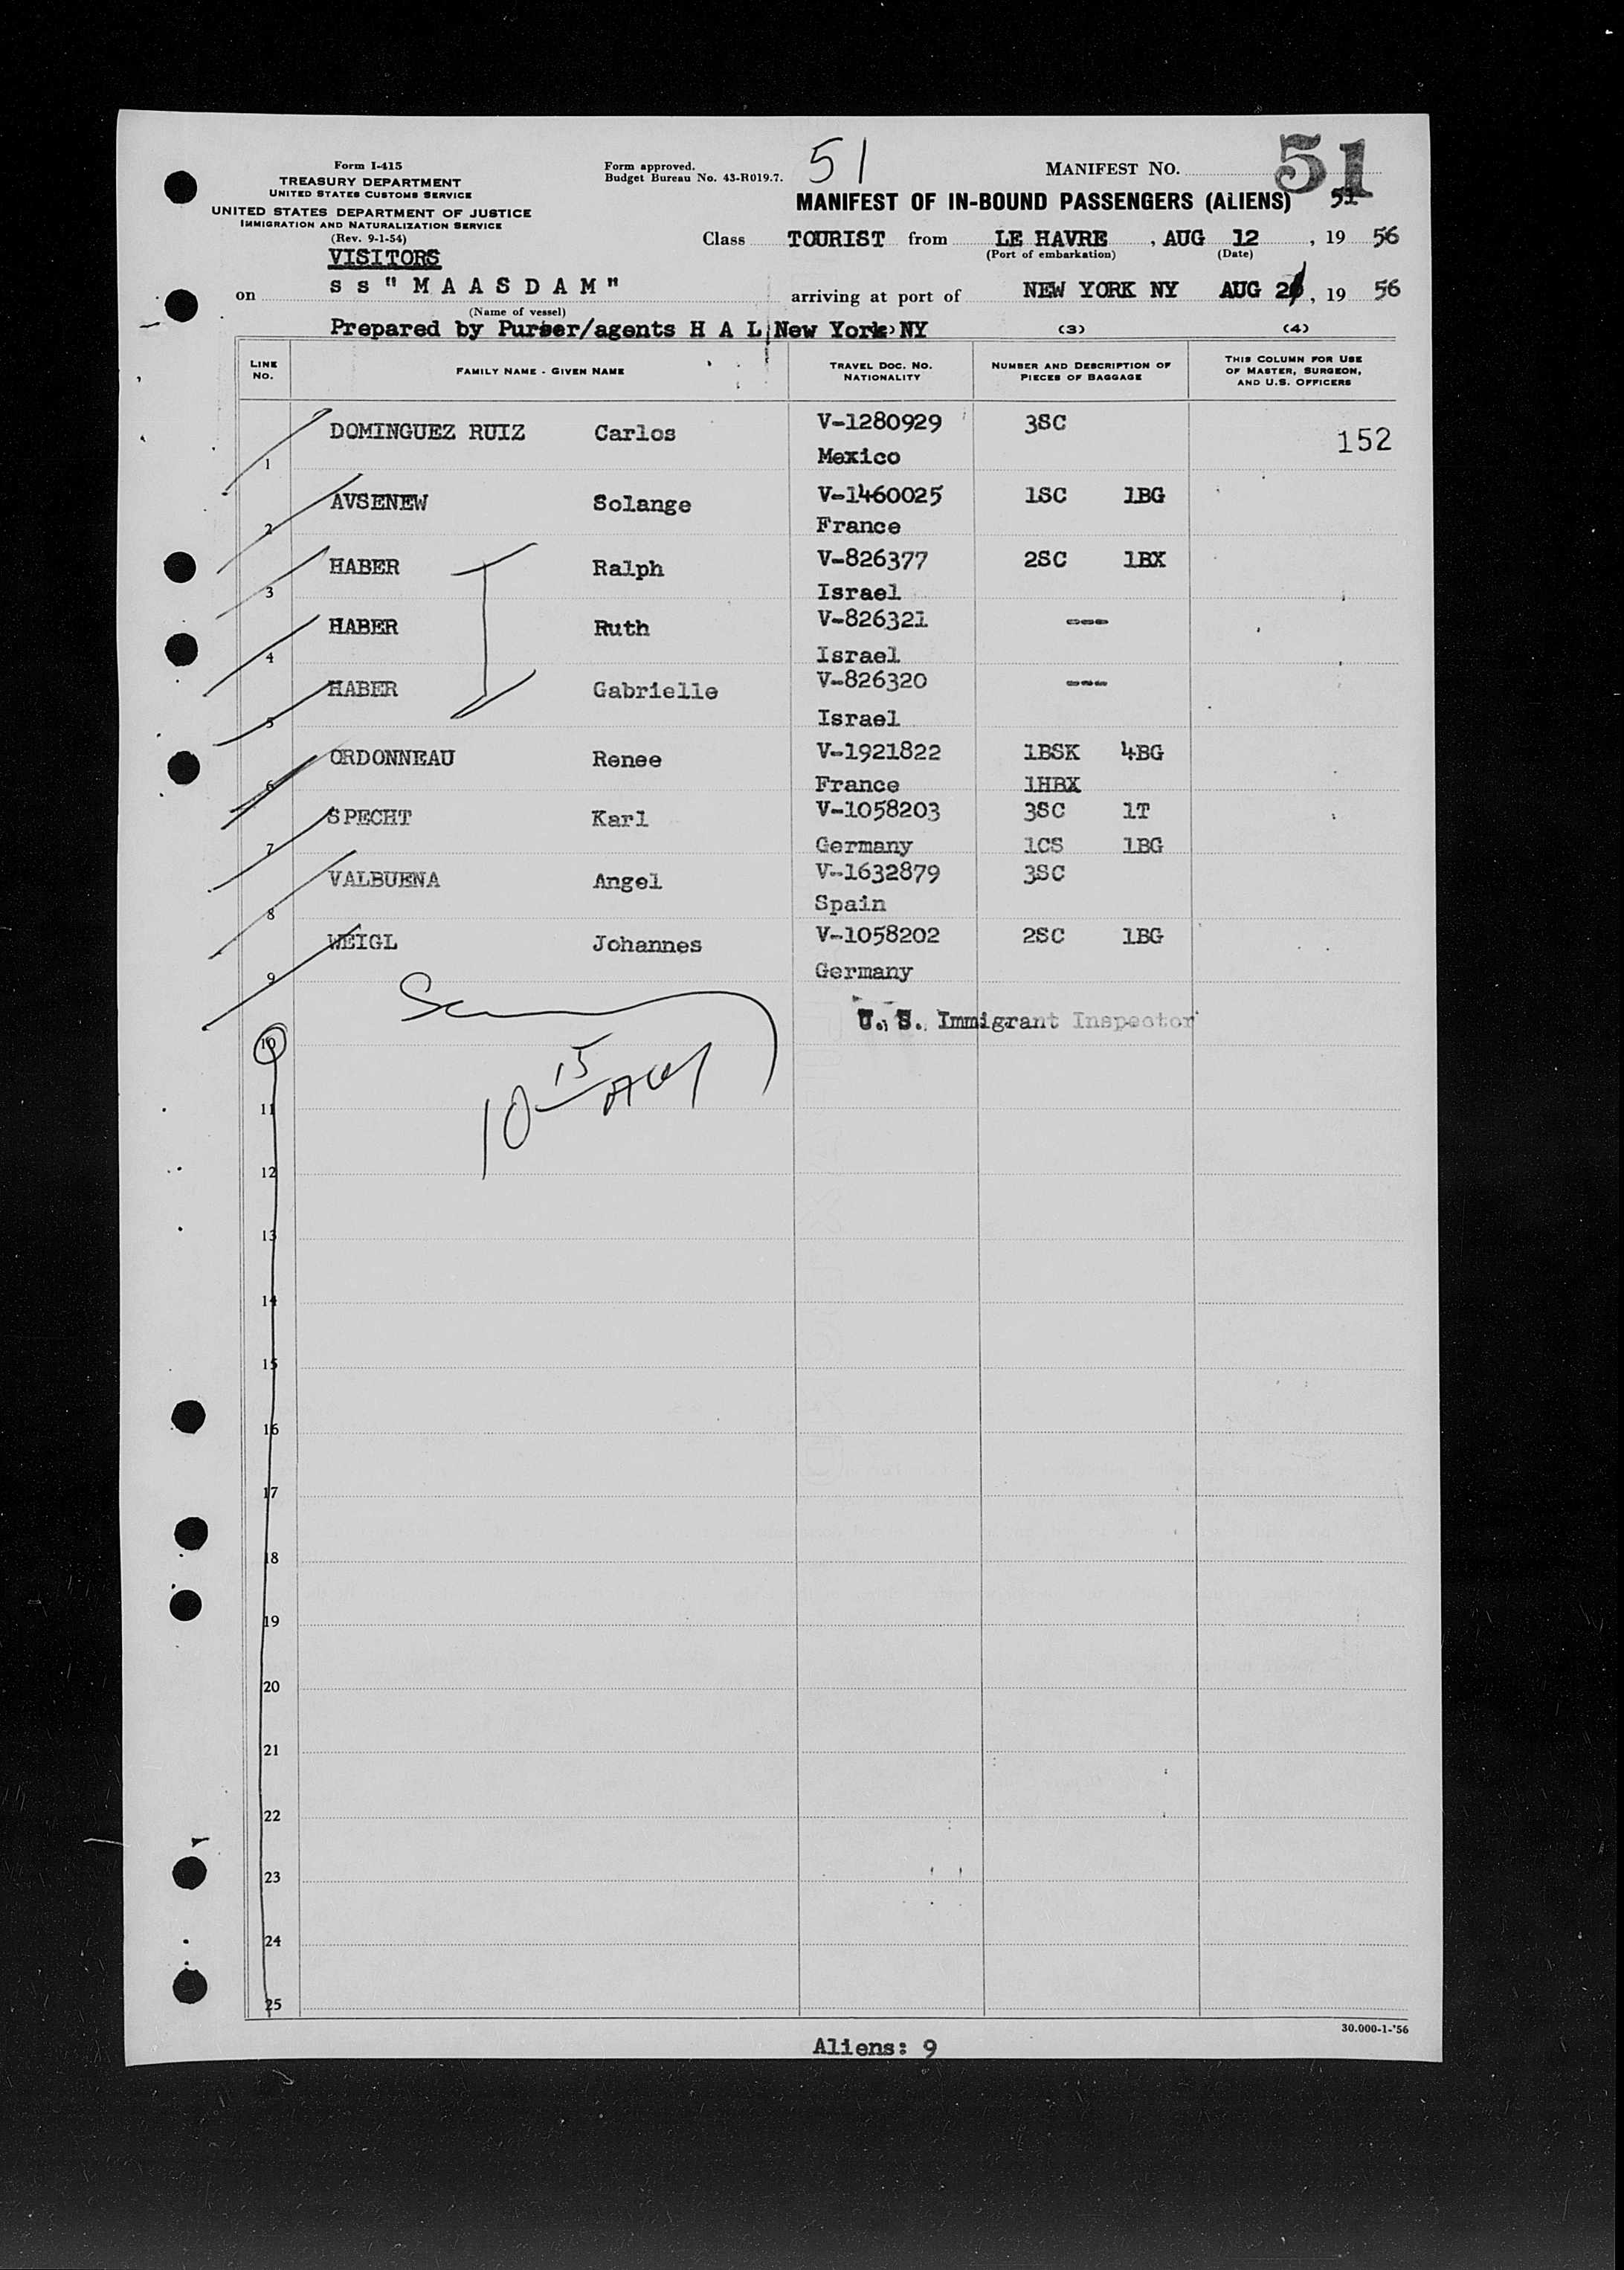 51
51
Form I-415
TREASURY DEPARTMENT
UNITED STATES CUSTOMS SERVICE
UNITED STATES DEPARTMENT OF JUSTICE
IMMIGRATION AND NATURALIZATION SERVICE
(Rev. 9-1-54)
Form approved.
Budget Bureau No. 43-R019.7.
MANIFEST NO.
MANIFEST OF IN-BOUND PASSENGERS (ALIENS) 51
VISITORS
Class TOURIST from LE HAVRE, AUG 12, 19 56
(Port of embarkation) (Date)
on s s " M A A S D A M " arriving at port of NEW YORK NY AUG , 19 56
(Name of vessel)
Prepared by Purser/agents H A L New York NY (3) (4)
LINE NO. FAMILY NAME - GIVEN NAME TRAVEL DOC. NO. NATIONALITY NUMBER AND DESCRIPTION OF PIECES OF BAGGAGE THIS COLUMN FOR USE OF MASTER, SURGEON, AND U.S. OFFICERS
DOMINGUEZ RUIZ Carlos V-1280929 3SC 152
1 Mexico
AVSENEW Solange V-1460025 1SC 1BG
2 France
HABER Ralph V-826377 2SC 1BX
3 Israel
HABER Ruth V-826321 ---
4 Israel
HABER Gabrielle V-826320 ---
5 Israel
ORDONNEAU Renee V-1921822 1BSK 4BG
6 France 1HBX
SPECHT Karl V-1058203 3SC 1T
7 Germany 1CS 1BG
VALBUENA Angel V-1632879 3SC
8 Spain
WEIGL Johannes V-1058202 2SC 1BG
9 Germany
U. S. Immigrant Inspector
10
10 15
11
12
13
14
15
16
17
18
19
20
21
22
23
24
25
30.000-1-'56
Aliens: 9